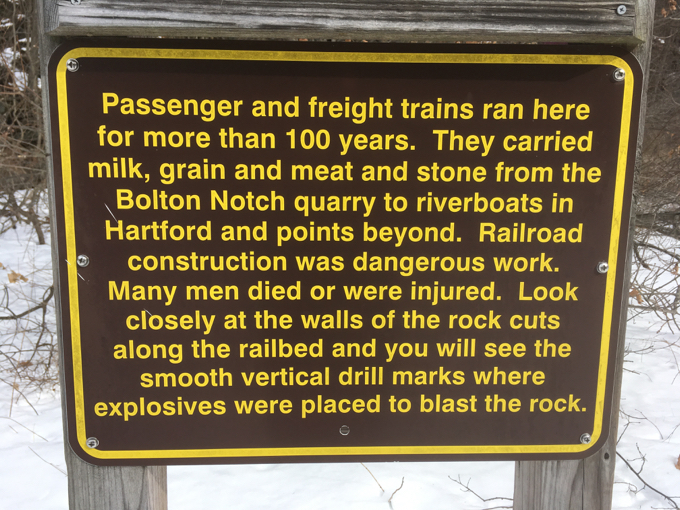 Passenger and freight trains ran here
for more than 100 years.  They carried
milk, grain and meat and stone from the
Bolton Notch quarry to riverboats in
Hartford and points beyond.  Railroad
construction was dangerous work.
Many men died or were injured.  Look
closely at the walls of the rock cuts
along the railbed and you will see the
smooth vertical drill marks where
explosives were placed to blast the rock.